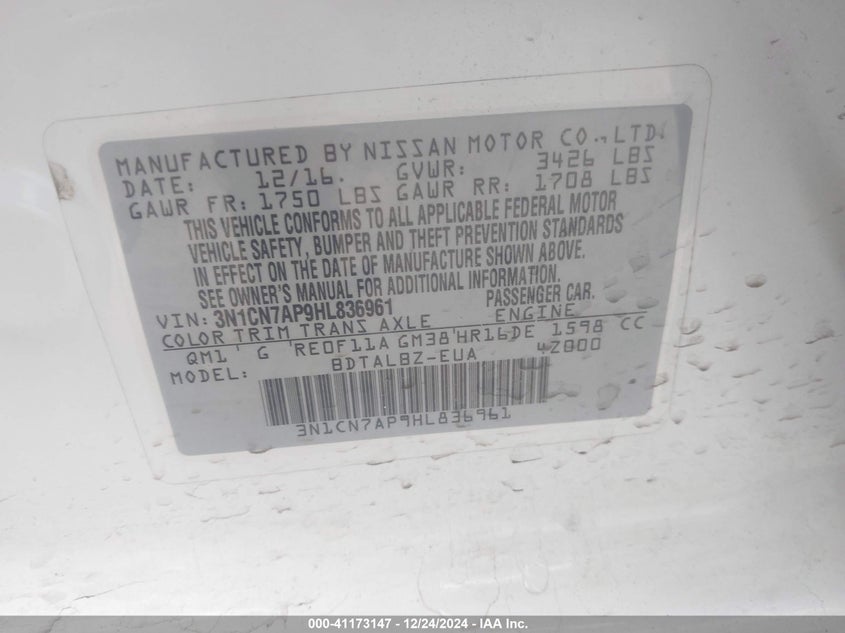 MANUFACTURED BY NISSAN MOTOR CO.,LTD.
DATE: 12/16. GVWR: 3426 LBS
GAWR FR: 1750 LBS GAWR RR: 1708 LBS
THIS VEHICLE CONFORMS TO ALL APPLICABLE FEDERAL MOTOR
VEHICLE SAFETY, BUMPER AND THEFT PREVENTION STANDARDS
IN EFFECT ON THE DATE OF MANUFACTURE SHOWN ABOVE.
SEE OWNER'S MANUAL FOR ADDITIONAL INFORMATION.
VIN: 3N1CN7AP9HL836961 PASSENGER CAR.
COLOR TRIM TRANS AXLE ENGINE
QM1' G 'RE0F11A GM38'HR16DE 1598 CC
MODEL: BDTALBZ-EUA 4Z000
3N1CN7AP9HL836961
000-41173147 - 12/24/2024 - IAA Inc.